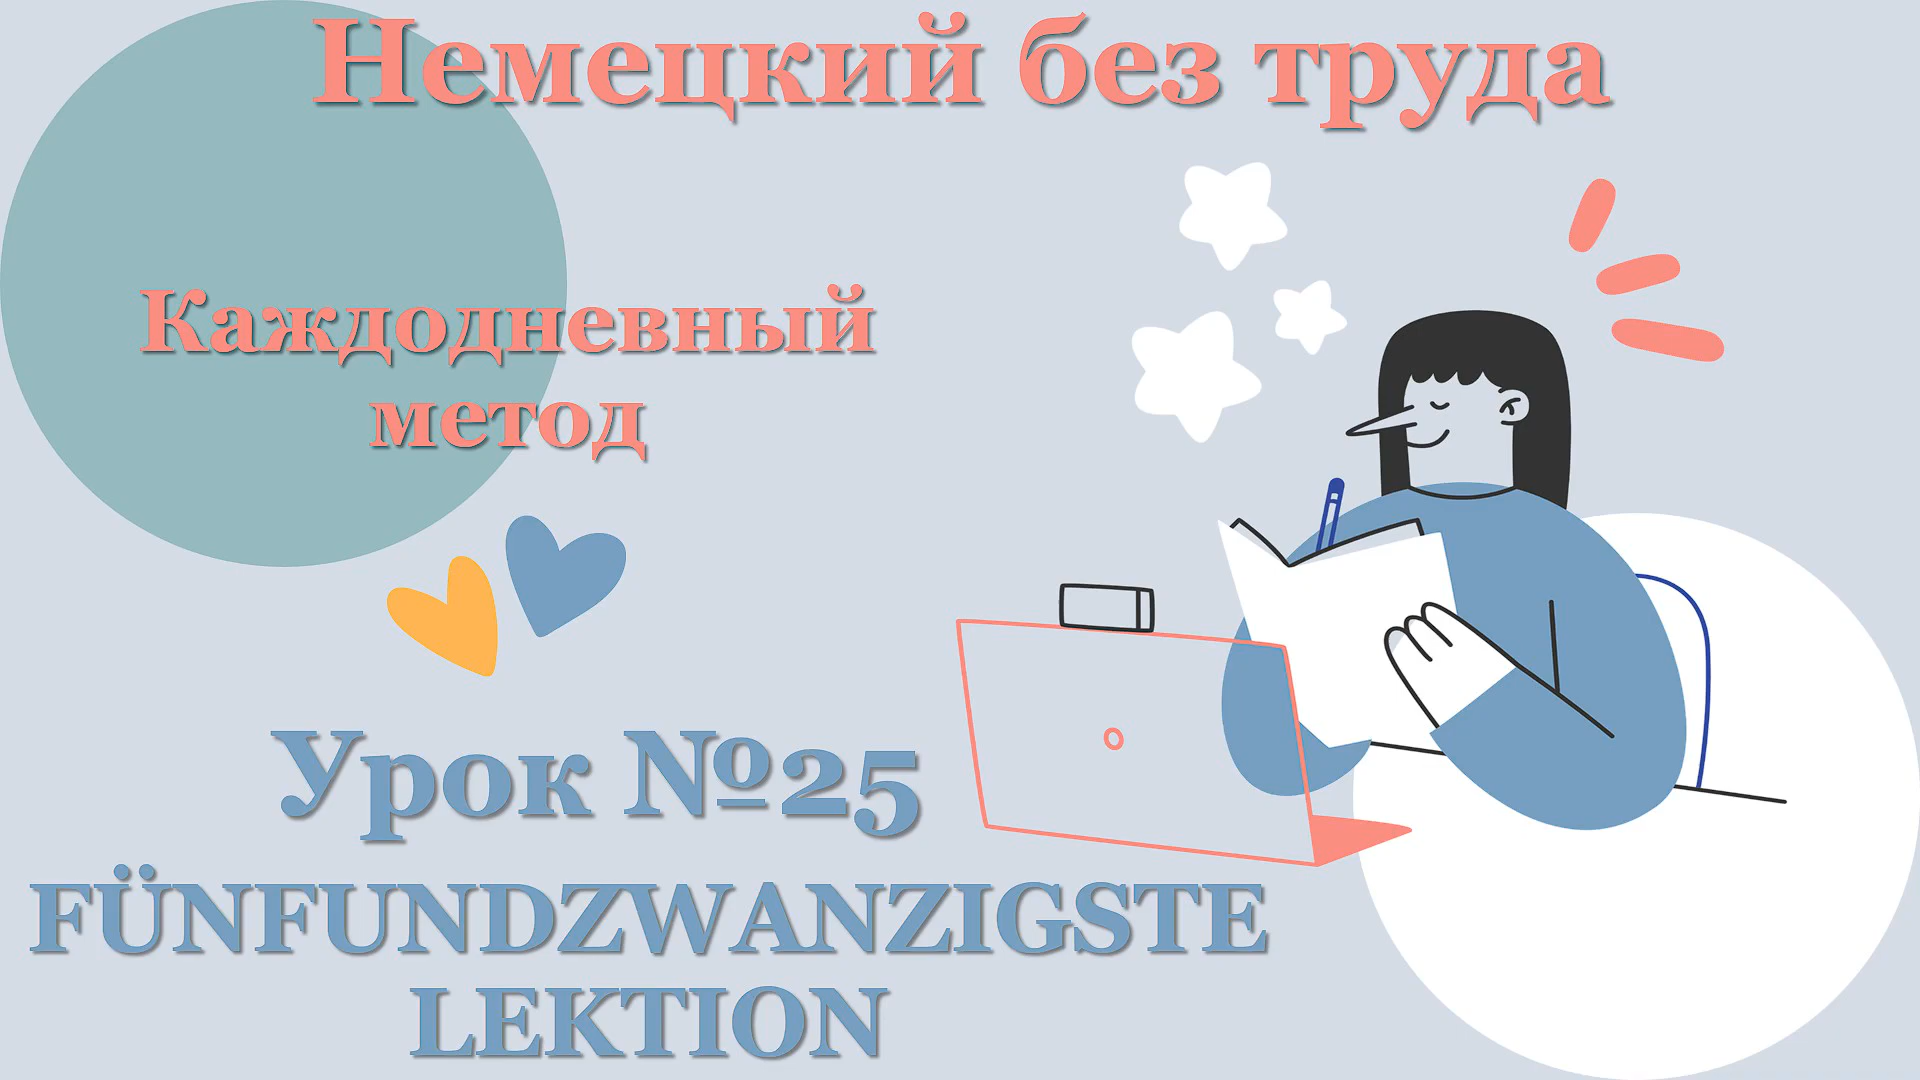 Немецкий без труда
Каждодневный
метод
Урок №25
FÜNFUNDZWANZIGSTE
LEKTION